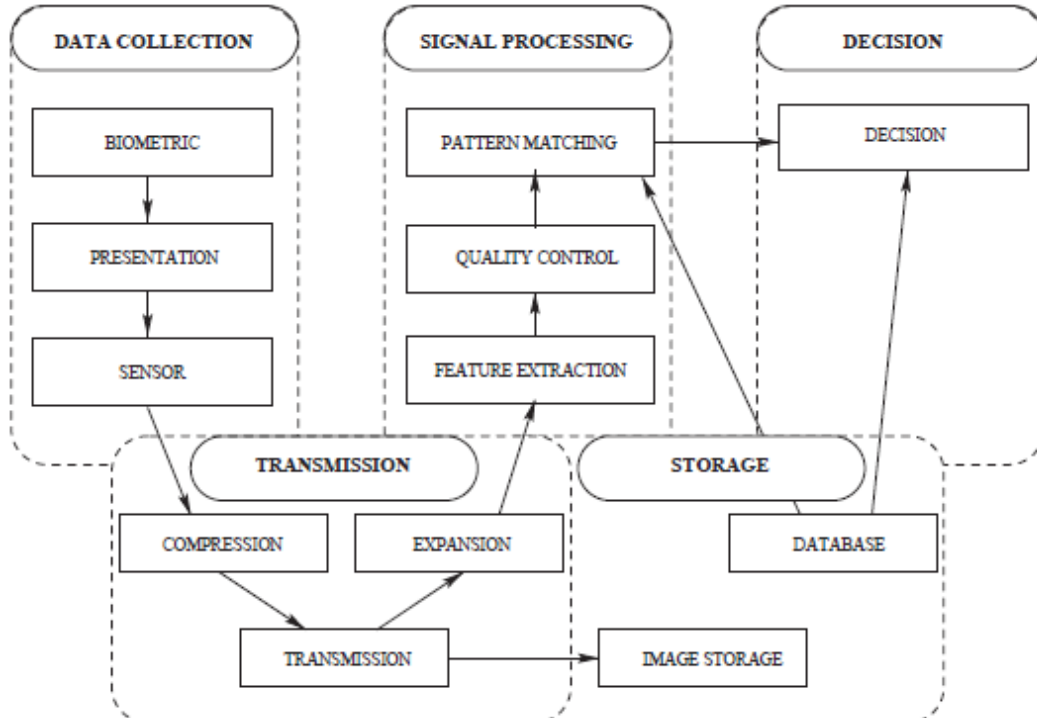 DATA COLLECTION
SIGNAL PROCESSING
DECISION
BIOMETRIC
PATTERN MATCHING
DECISION
PRESENTATION
QUALITY CONTROL
SENSOR
FEATURE EXTRACTION
TRANSMISSION
STORAGE
COMPRESSION
EXPANSION
DATABASE
TRANSMISSION
IMAGE STORAGE